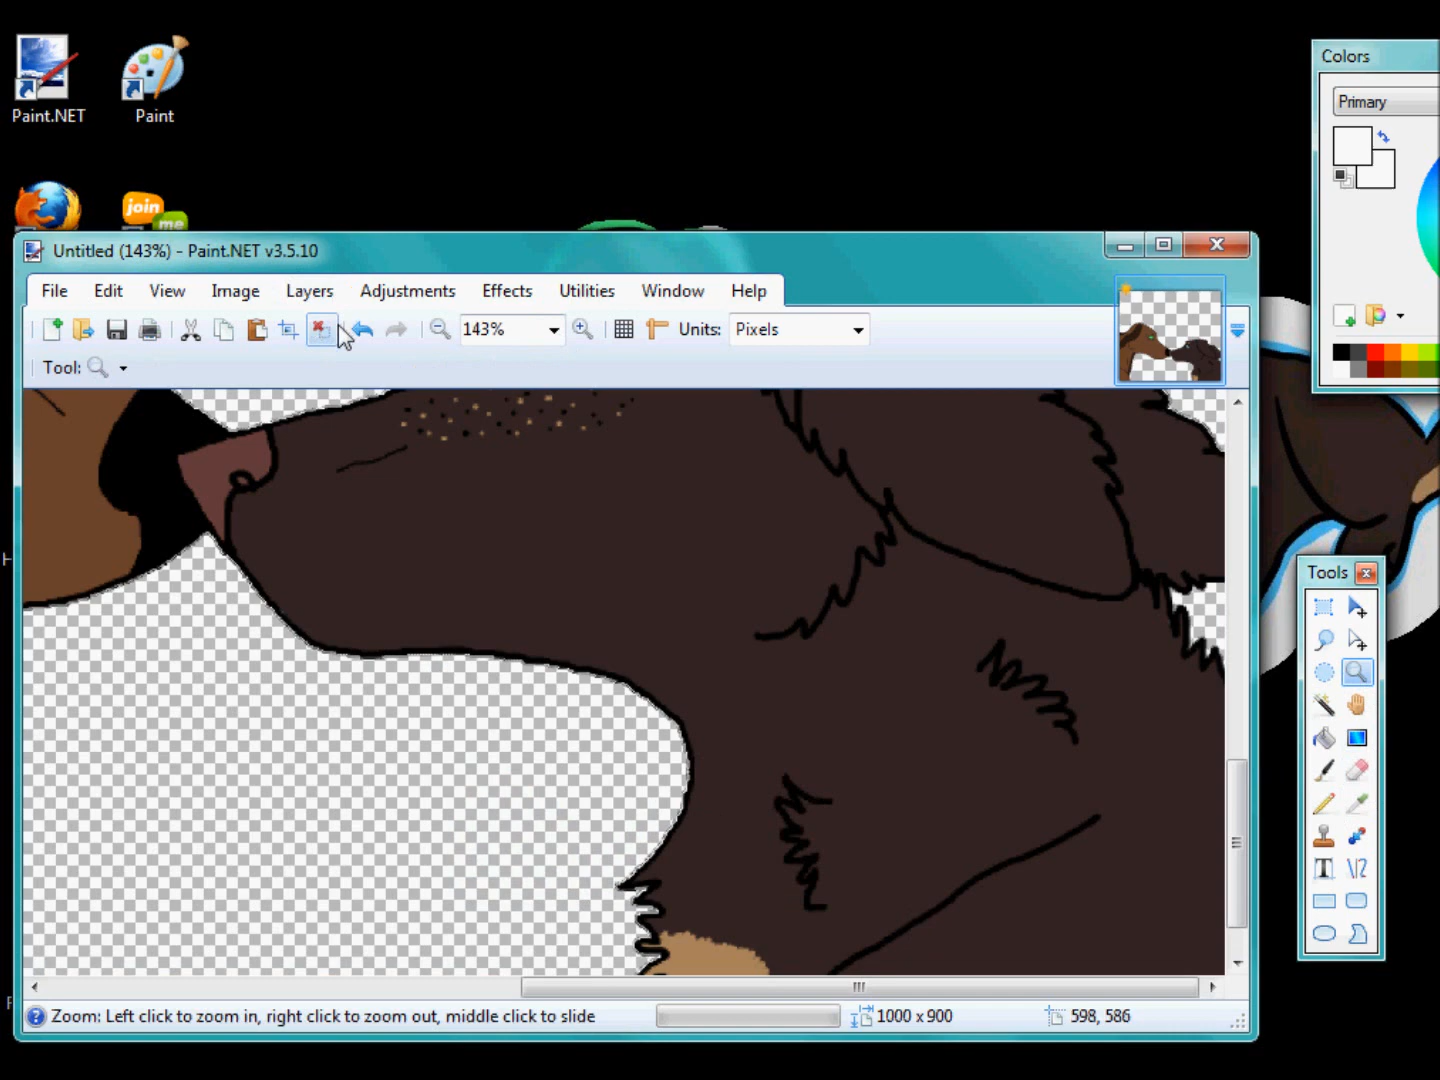 Paint.NET
Paint
join
me
Colors
Primary
Untitled (143%) - Paint.NET v3.5.10
File Edit View Image Layers Adjustments Effects Utilities Window Help
143%
Units: Pixels
Tool:
Tools
Zoom: Left click to zoom in, right click to zoom out, middle click to slide
1000 x 900
598, 586